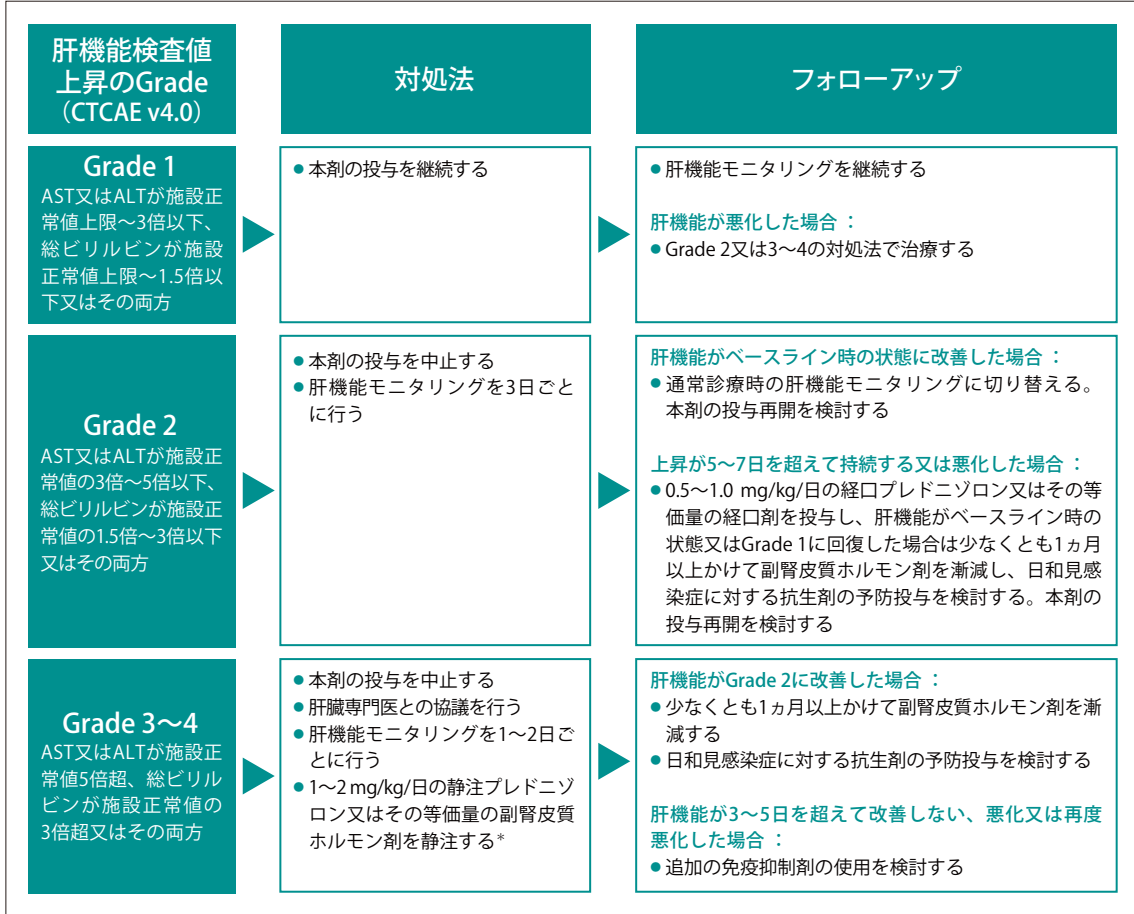 肝機能検査値
上昇のGrade
（CTCAE v4.0）
対処法
フォローアップ
Grade 1
AST又はALTが施設正
常値上限～3倍以下、
総ビリルビンが施設
正常値上限～1.5倍以
下又はその両方
●本剤の投与を継続する
●肝機能モニタリングを継続する
肝機能が悪化した場合：
●Grade 2又は3～4の対処法で治療する
Grade 2
AST又はALTが施設正
常値の3倍～5倍以下、
総ビリルビンが施設正
常値の1.5倍～3倍以下
又はその両方
●本剤の投与を中止する
●肝機能モニタリングを3日ごと
に行う
肝機能がベースライン時の状態に改善した場合：
●通常診療時の肝機能モニタリングに切り替える。
本剤の投与再開を検討する
上昇が5～7日を超えて持続する又は悪化した場合：
●0.5～1.0 mg/kg/日の経口プレドニゾロン又はその等
価量の経口剤を投与し、肝機能がベースライン時の
状態又はGrade 1に回復した場合は少なくとも1ヵ月
以上かけて副腎皮質ホルモン剤を漸減し、日和見感
染症に対する抗生剤の予防投与を検討する。本剤の
投与再開を検討する
Grade 3～4
AST又はALTが施設正
常値5倍超、総ビリル
ビンが施設正常値の
3倍超又はその両方
●本剤の投与を中止する
●肝臓専門医との協議を行う
●肝機能モニタリングを1～2日ご
とに行う
●1～2 mg/kg/日の静注プレドニゾ
ロン又はその等価量の副腎皮質
ホルモン剤を静注する*
肝機能がGrade 2に改善した場合：
●少なくとも1ヵ月以上かけて副腎皮質ホルモン剤を漸
減する
●日和見感染症に対する抗生剤の予防投与を検討する
肝機能が3～5日を超えて改善しない、悪化又は再度
悪化した場合：
●追加の免疫抑制剤の使用を検討する